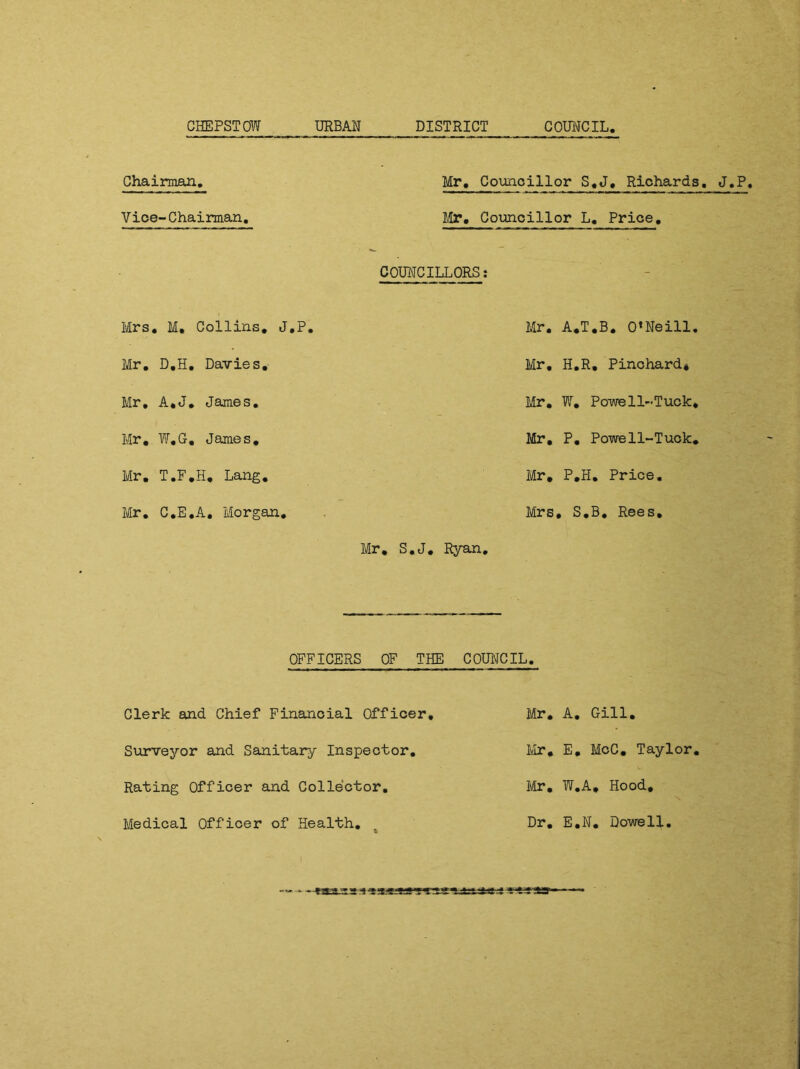 CHEPSTOW URBAN DISTRICT COUNCIL.
Chairman. Mr. Councillor S.J. Richards. J.P.
Vice-Chairman. Mr. Councillor L. Price.
COUNCILLORS:
Mrs. M. Collins. J.P. Mr. A.T.B. O'Neill.
Mr. D.H. Davies. Mr. H.R. Pinchard.
Mr. A.J. James. Mr. W. Powell-Tuck.
Mr. W.G. James. Mr. P. Powell-Tuck.
Mr. T.F.H. Lang. Mr. P.H. Price.
Mr. C.E.A. Morgan. Mrs. S.B. Rees.
Mr. S.J. Ryan.
OFFICERS OF THE COUNCIL.
Clerk and Chief Financial Officer. Mr. A. Gill.
Surveyor and Sanitary Inspector. Mr. E. McC. Taylor.
Rating Officer and Collector. Mr. W.A. Hood.
Medical Officer of Health. Dr. E.N. Dowell.